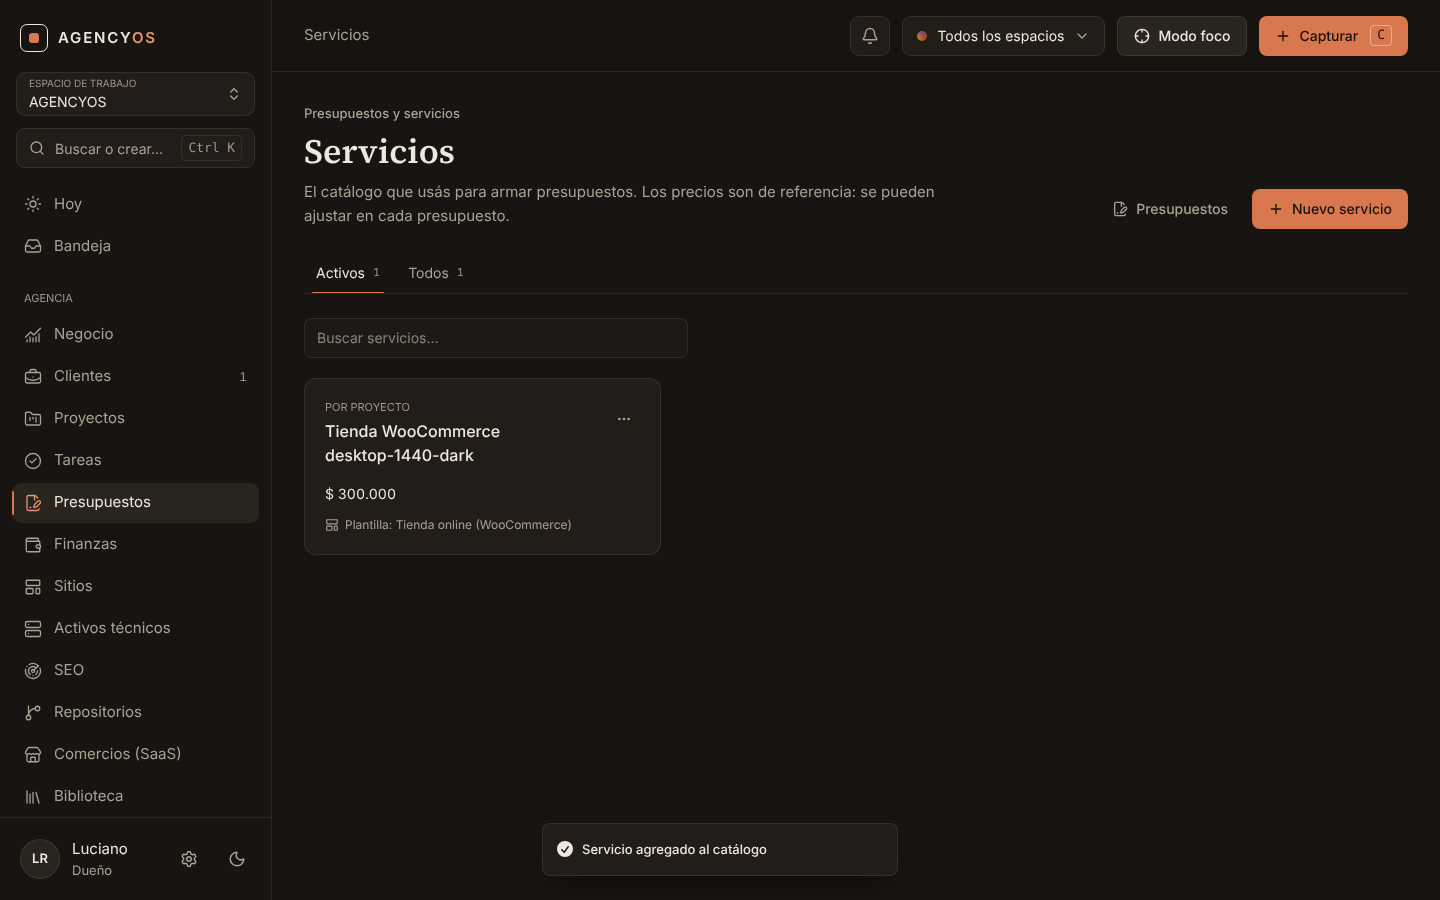 AGENCYOS
ESPACIO DE TRABAJO
AGENCYOS
Buscar o crear... Ctrl K
Hoy
Bandeja
AGENCIA
Negocio
Clientes 1
Proyectos
Tareas
Presupuestos
Finanzas
Sitios
Activos técnicos
SEO
Repositorios
Comercios (SaaS)
Biblioteca
LR
Luciano
Dueño
Servicios
Todos los espacios
Modo foco
Capturar C
Presupuestos y servicios
Servicios
El catálogo que usás para armar presupuestos. Los precios son de referencia: se pueden
ajustar en cada presupuesto.
Presupuestos
Nuevo servicio
Activos 1
Todos 1
Buscar servicios...
POR PROYECTO
Tienda WooCommerce
desktop-1440-dark
$ 300.000
Plantilla: Tienda online (WooCommerce)
Servicio agregado al catálogo